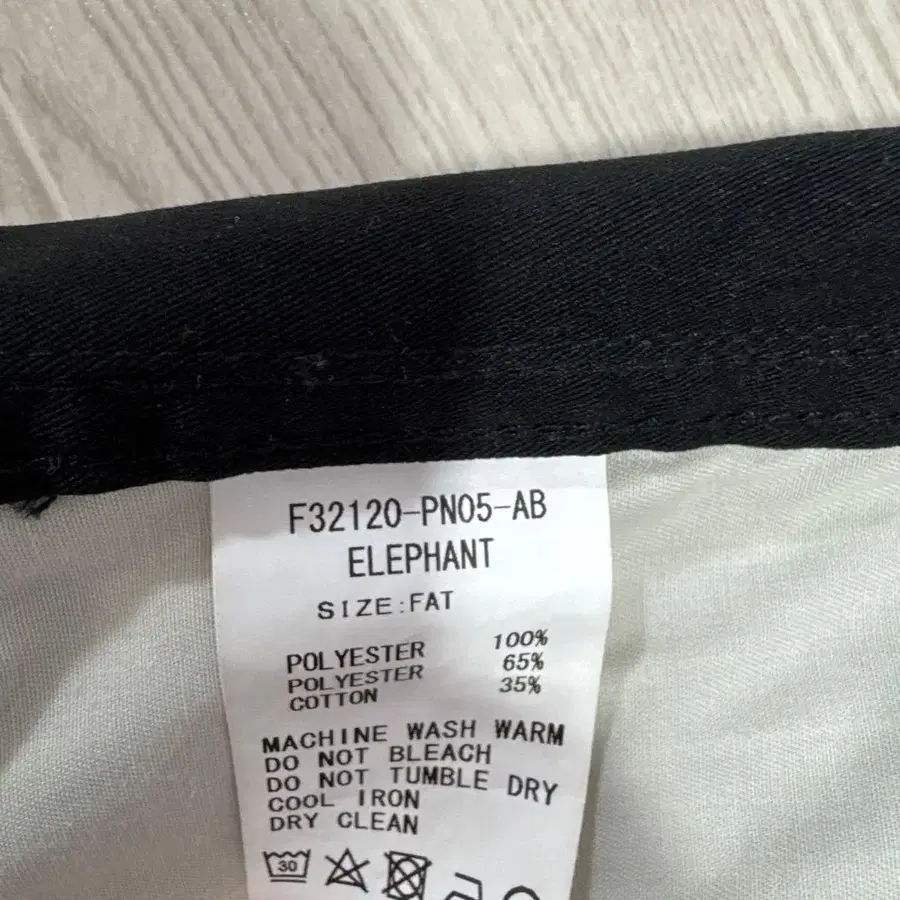 F32120-PN05-AB
ELEPHANT
SIZE:FAT
POLYESTER 100%
POLYESTER 65%
COTTON 35%
MACHINE WASH WARM
DO NOT BLEACH
DO NOT TUMBLE DRY
COOL IRON
DRY CLEAN
30